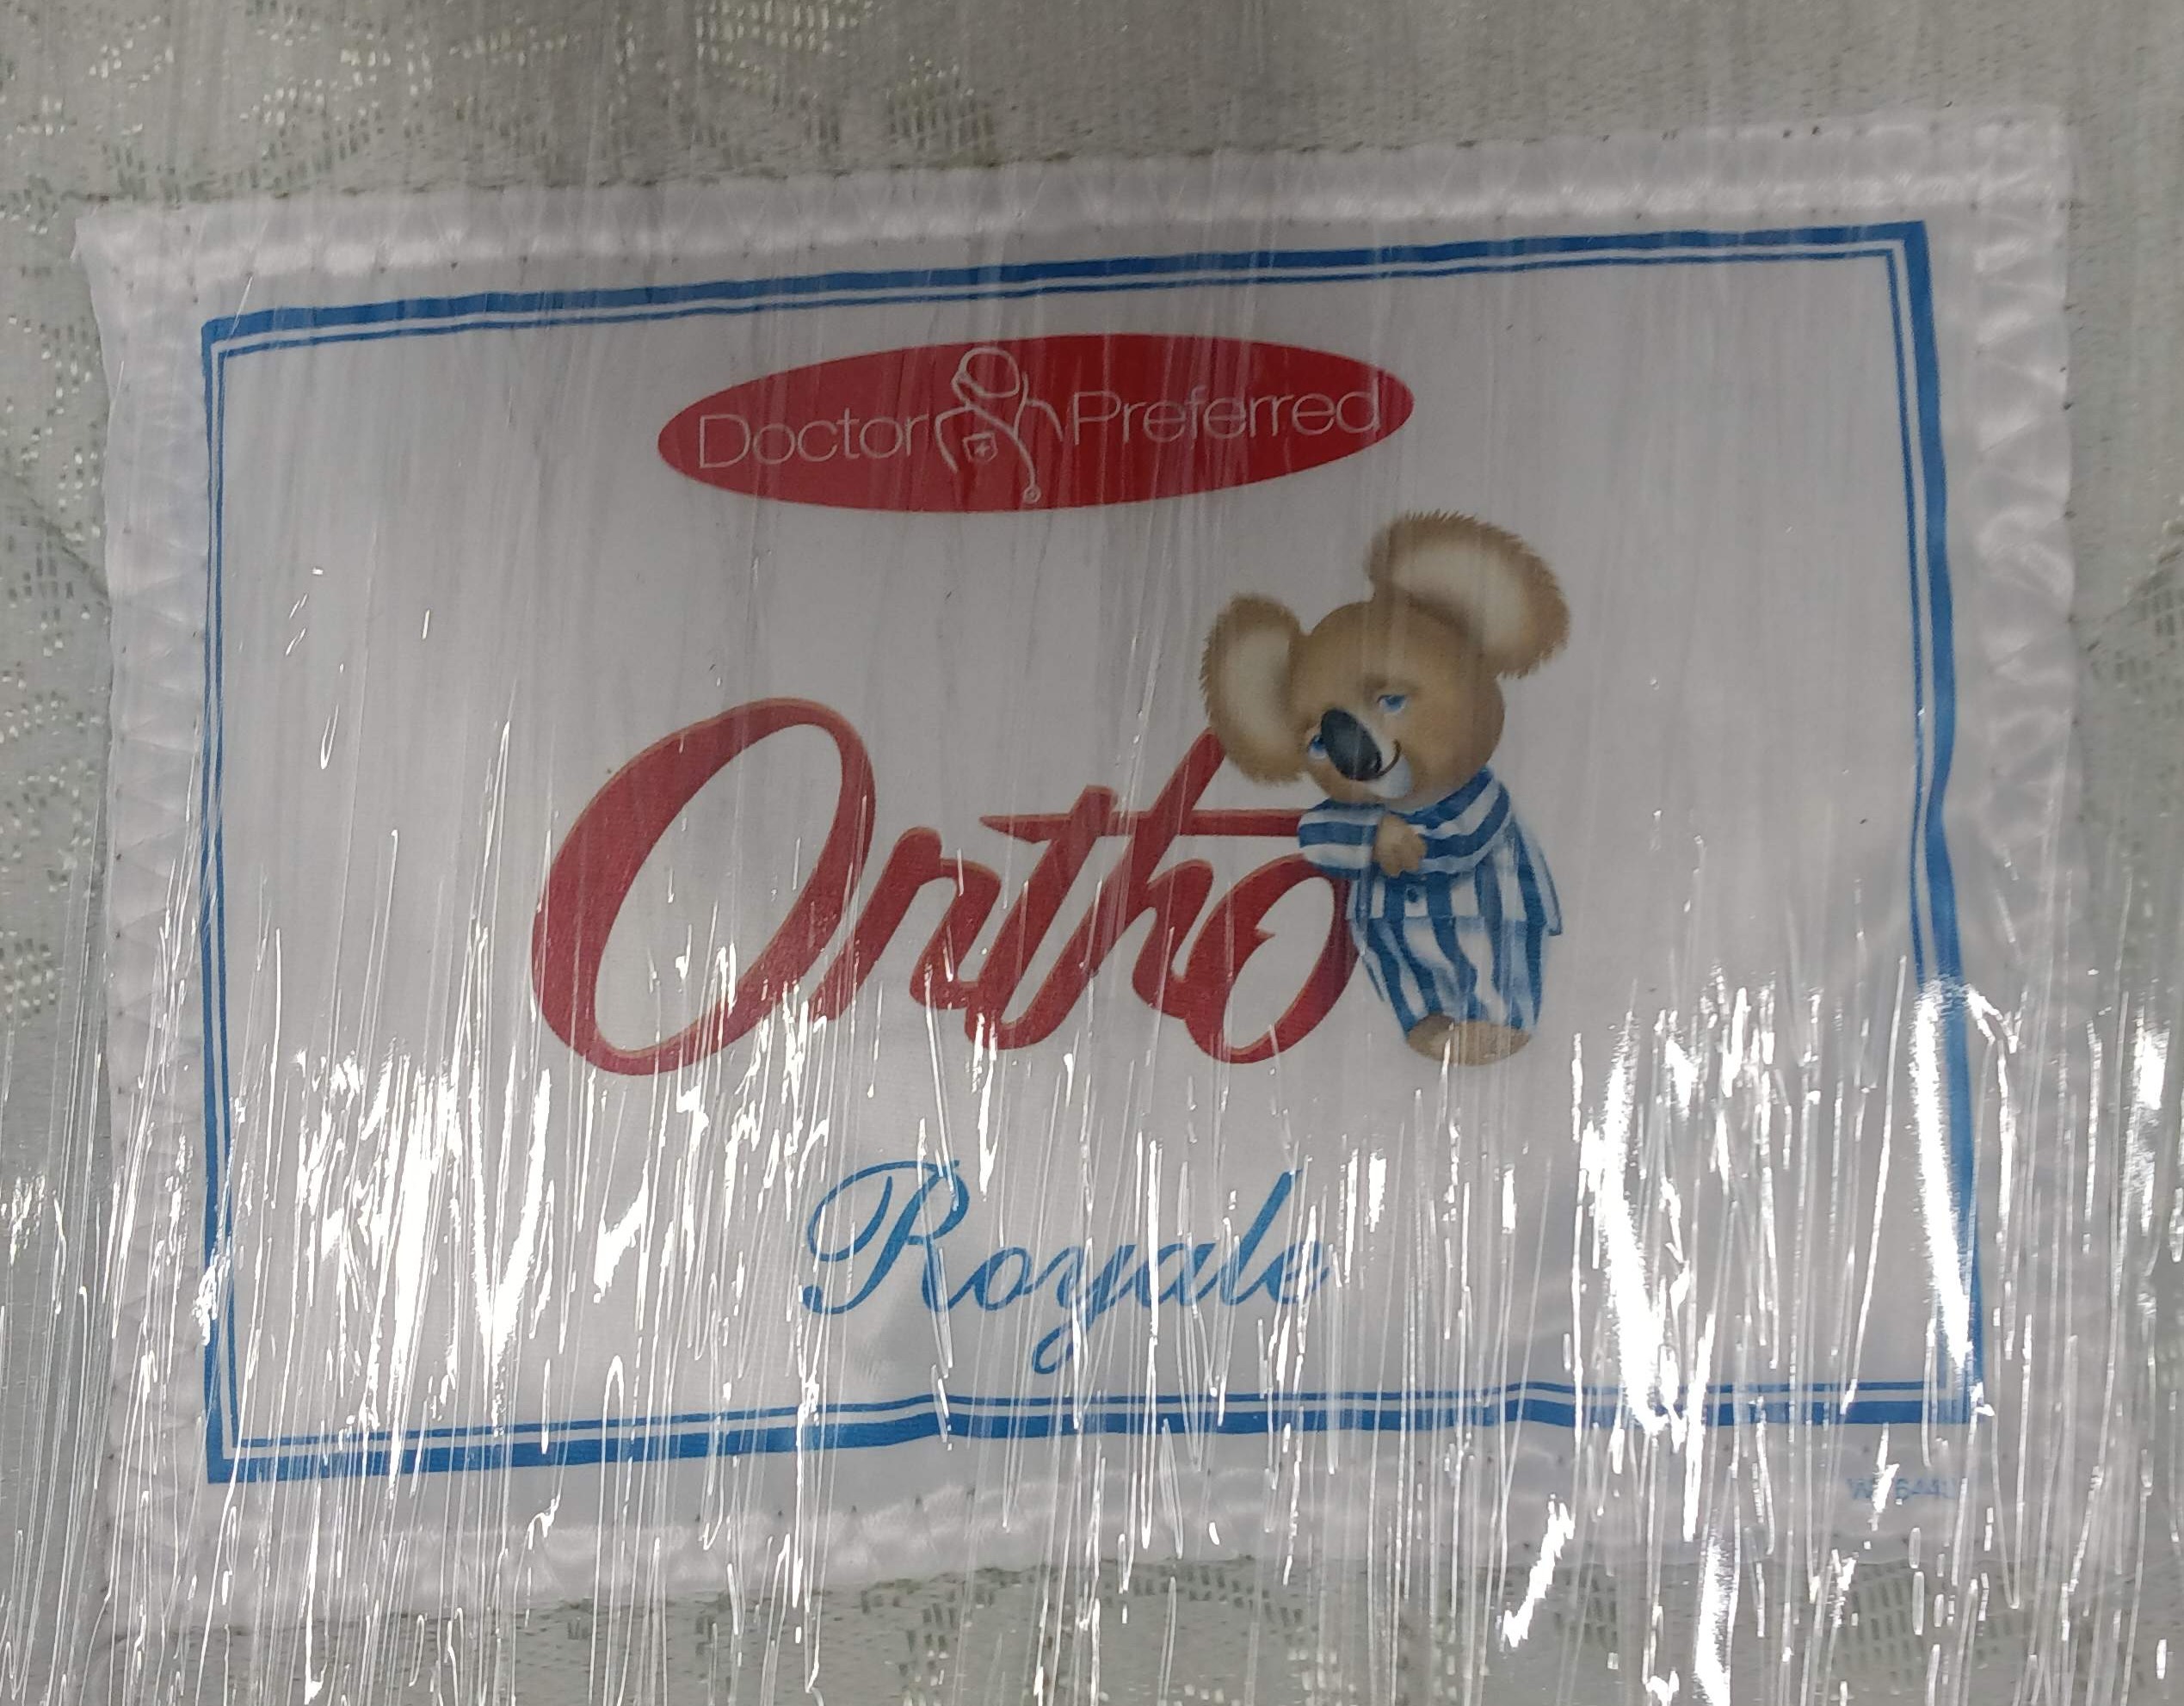 Doctor Preferred
Ortho
Royale